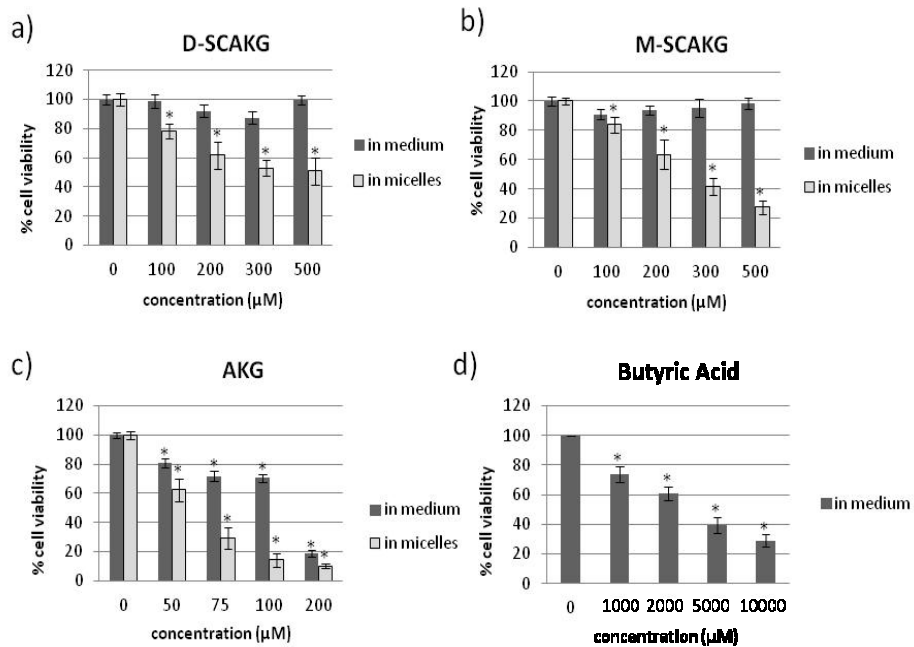 a)
D-SCAKG
120
100
80
60
40
20
0
% cell viability
*
*
*
*
0 100 200 300 500
concentration (µM)
in medium
in micelles
b)
M-SCAKG
120
100
80
60
40
20
0
% cell viability
*
*
*
*
0 100 200 300 500
concentration (µM)
in medium
in micelles
c)
AKG
120
100
80
60
40
20
0
% cell viability
* *
* *
* *
* *
0 50 75 100 200
concentration (µM)
in medium
in micelles
d)
Butyric Acid
120
100
80
60
40
20
0
% cell viability
*
*
*
*
0 1000 2000 5000 10000
concentration (µM)
in medium